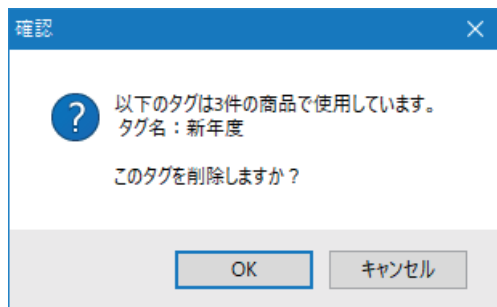 確認
以下のタグは3件の商品で使用しています。
タグ名：新年度
このタグを削除しますか？
OK
キャンセル